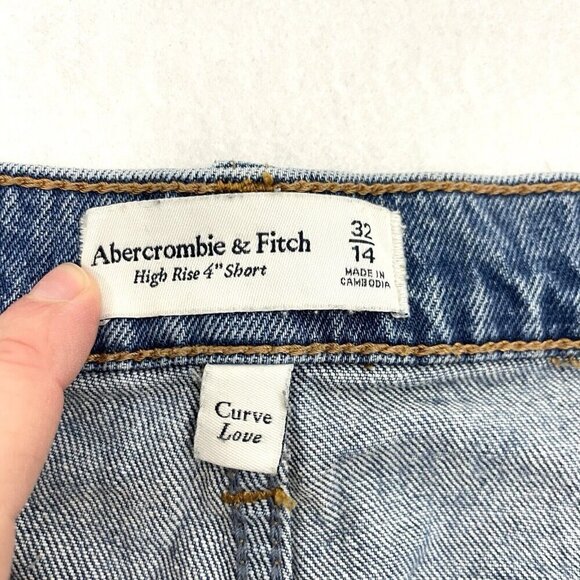 Abercrombie & Fitch
High Rise 4" Short
32
14
MADE IN
CAMBODIA
Curve
Love